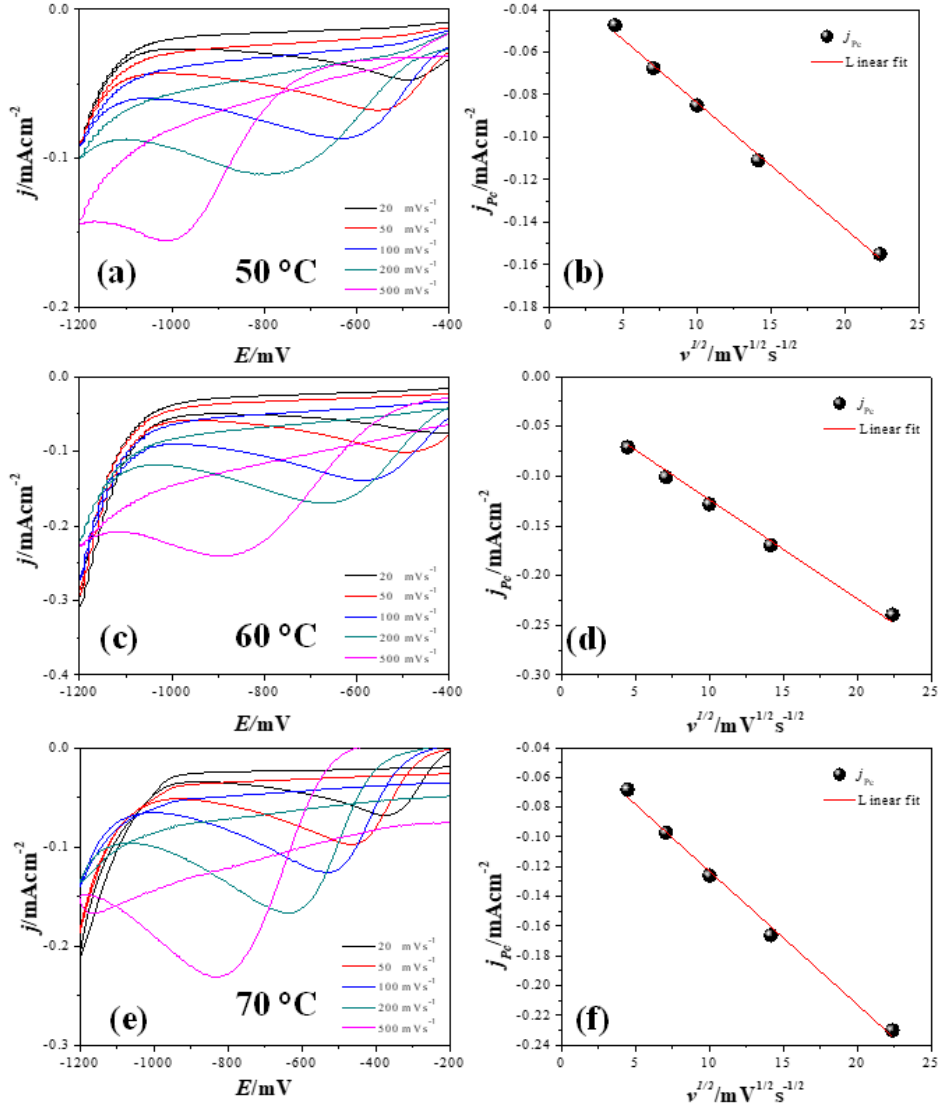 0.0
-0.1
-0.2
-1200
-1000
-800
-600
-400
j/mAcm-2
E/mV
20 mVs-1
50 mVs-1
100 mVs-1
200 mVs-1
500 mVs-1
(a)
50 °C
-0.04
-0.06
-0.08
-0.10
-0.12
-0.14
-0.16
-0.18
5
10
15
20
25
jPc/mAcm-2
v1/2/mV1/2s-1/2
jPc
Linear fit
(b)
0.0
-0.1
-0.2
-0.3
-0.4
-1200
-1000
-800
-600
-400
j/mAcm-2
E/mV
20 mVs-1
50 mVs-1
100 mVs-1
200 mVs-1
500 mVs-1
(c)
60 °C
0.00
-0.05
-0.10
-0.15
-0.20
-0.25
-0.30
0
5
10
15
20
25
jPc/mAcm-2
v1/2/mV1/2s-1/2
jPc
Linear fit
(d)
0.0
-0.1
-0.2
-0.3
-1200
-1000
-800
-600
-400
-200
j/mAcm-2
E/mV
20 mVs-1
50 mVs-1
100 mVs-1
200 mVs-1
500 mVs-1
(e)
70 °C
-0.04
-0.06
-0.08
-0.10
-0.12
-0.14
-0.16
-0.18
-0.20
-0.22
-0.24
0
5
10
15
20
25
jPc/mAcm-2
v1/2/mV1/2s-1/2
jPc
Linear fit
(f)